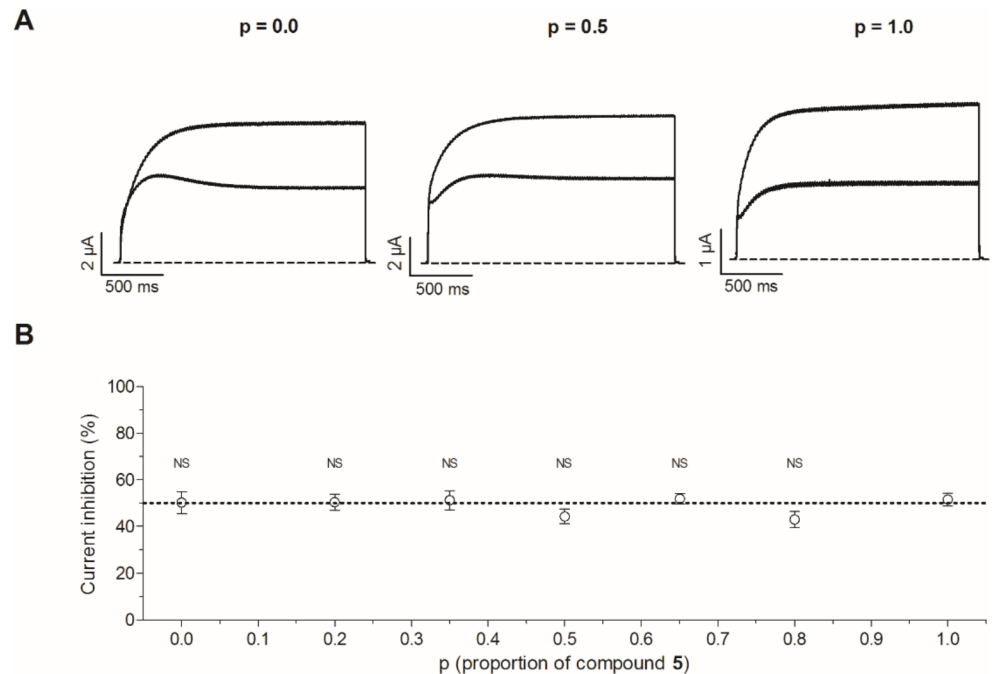 A
p = 0.0 p = 0.5 p = 1.0
2 µA 2 µA 1 µA
500 ms 500 ms 500 ms
B
Current inhibition (%)
100
80
60
40
20
0
NS NS NS NS NS NS
0.0 0.1 0.2 0.3 0.4 0.5 0.6 0.7 0.8 0.9 1.0
p (proportion of compound 5)